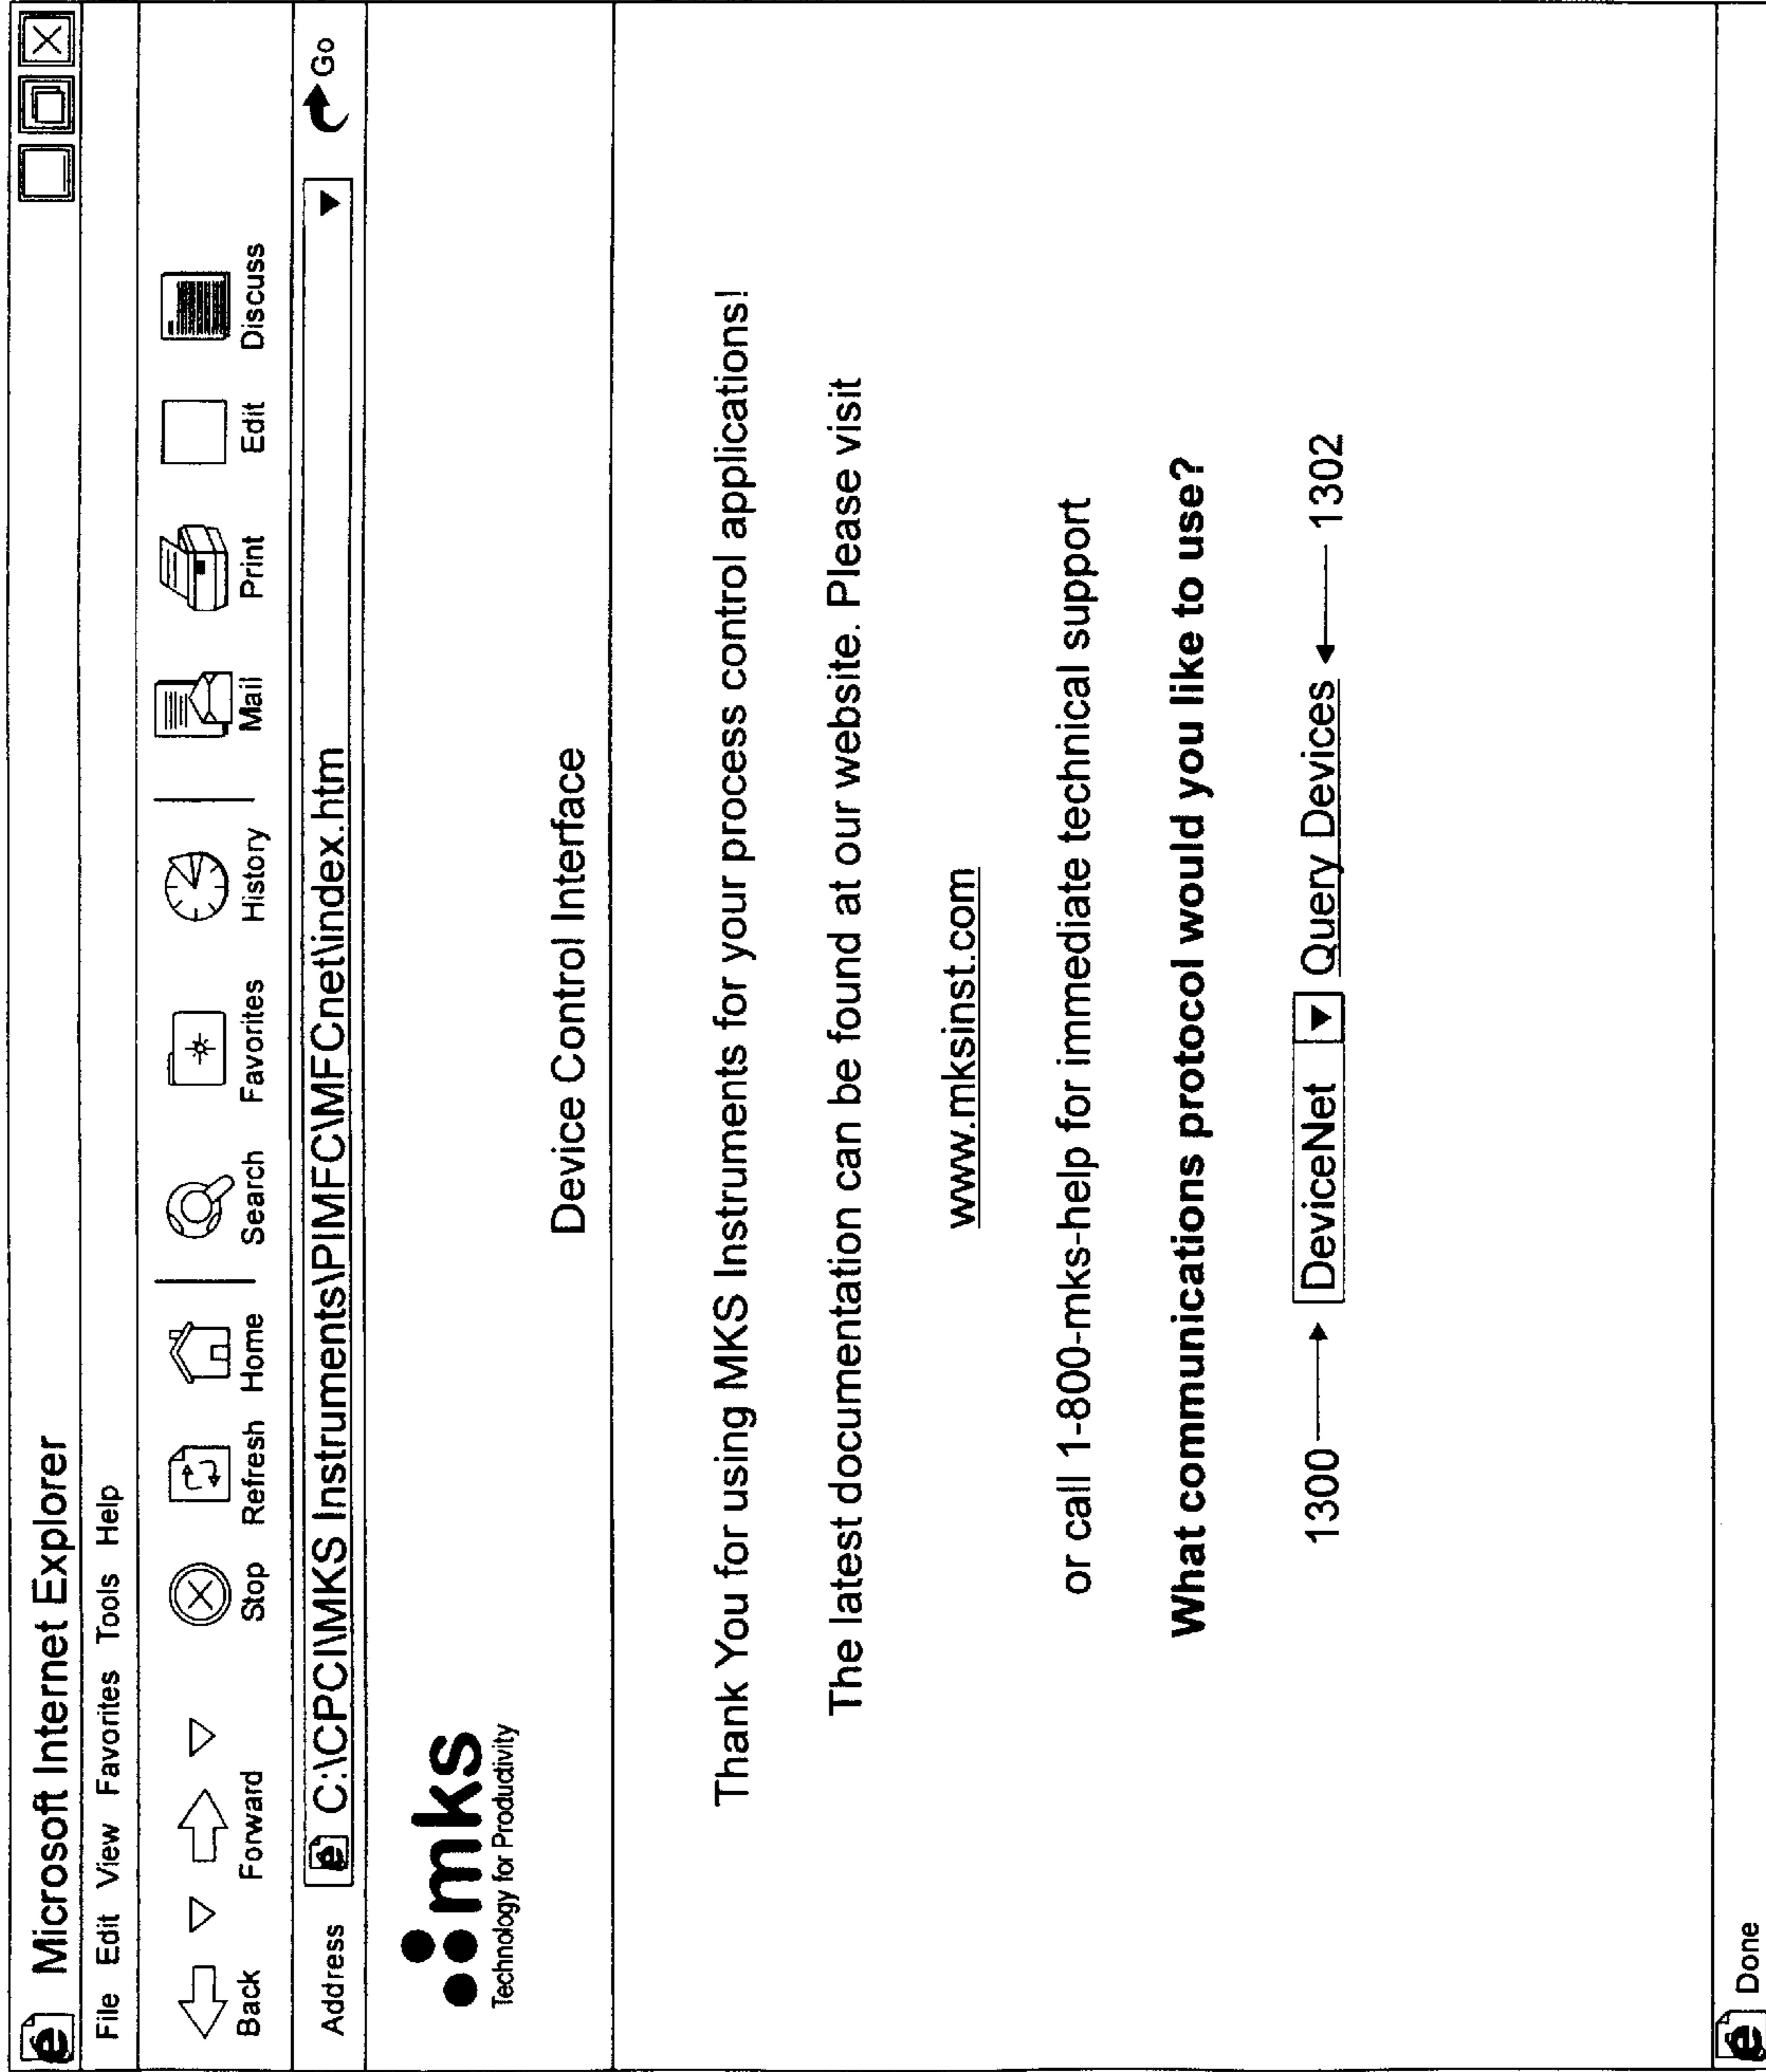 Microsoft Internet Explorer
File Edit View Favorites Tools Help
Back Forward Stop Refresh Home Search Favorites History Mail Print Edit Discuss
Address C:\CPCI\MKS Instruments\PIMFC\MFCnet\index.htm Go
mks
Technology for Productivity
Device Control Interface
Thank You for using MKS Instruments for your process control applications!
The latest documentation can be found at our website. Please visit
www.mksinst.com
or call 1-800-mks-help for immediate technical support
What communications protocol would you like to use?
1300 DeviceNet Query Devices 1302
Done